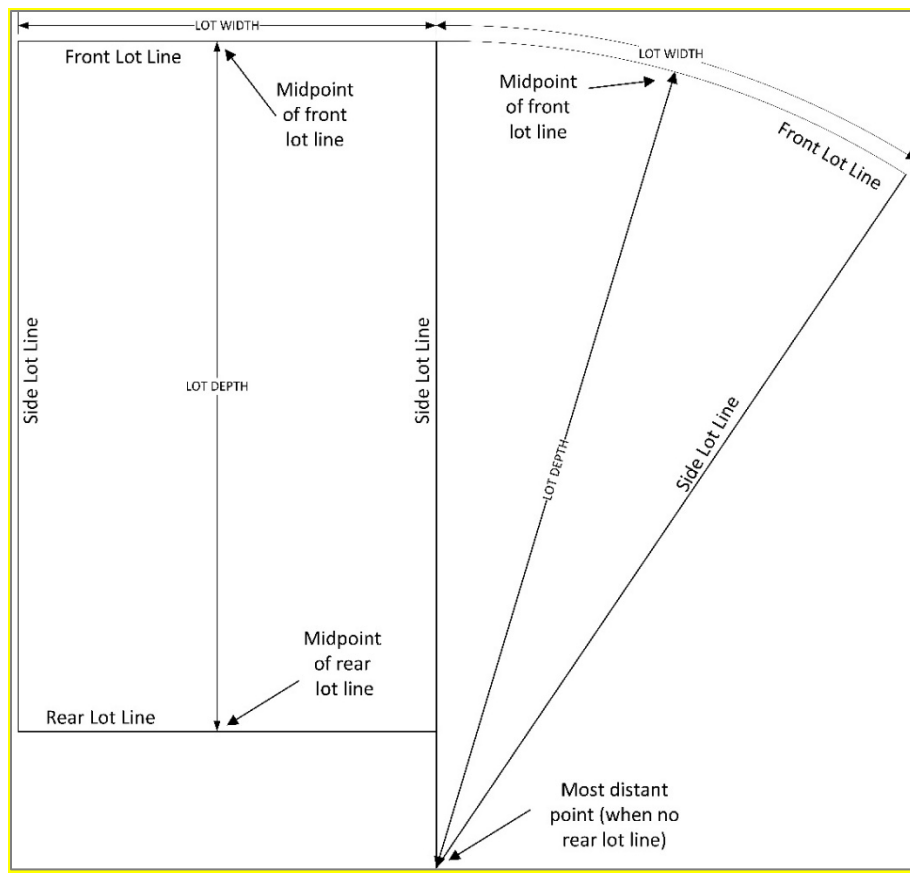 LOT WIDTH
Front Lot Line
Midpoint
of front
lot line
Side Lot Line
LOT DEPTH
Side Lot Line
Midpoint
of rear
lot line
Rear Lot Line
LOT WIDTH
Midpoint
of front
lot line
Front Lot Line
LOT DEPTH
Side Lot Line
Most distant
point (when no
rear lot line)